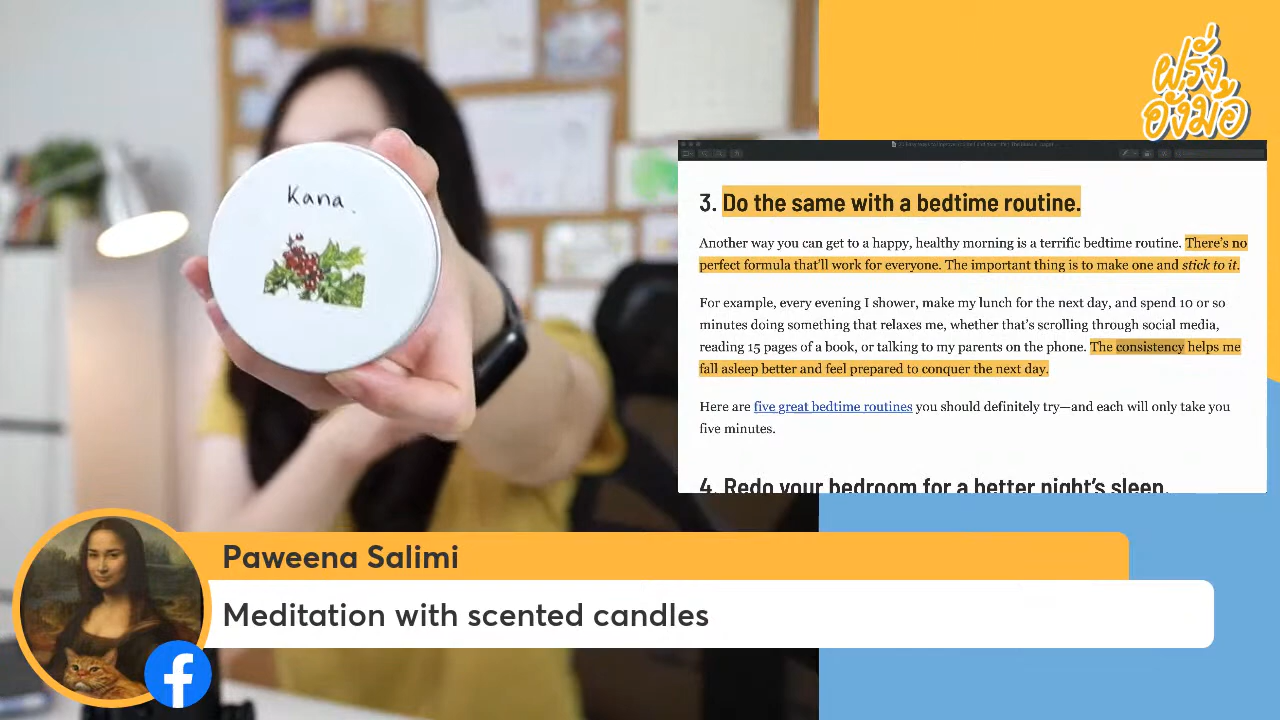 ฝรั่ง
อังม้อ
Kana.
3. Do the same with a bedtime routine.
Another way you can get to a happy, healthy morning is a terrific bedtime routine. There's no
perfect formula that'll work for everyone. The important thing is to make one and stick to it.
For example, every evening I shower, make my lunch for the next day, and spend 10 or so
minutes doing something that relaxes me, whether that's scrolling through social media,
reading 15 pages of a book, or talking to my parents on the phone. The consistency helps me
fall asleep better and feel prepared to conquer the next day.
Here are five great bedtime routines you should definitely try—and each will only take you
five minutes.
4. Redo your bedroom for a better night's sleep.
Paweena Salimi
Meditation with scented candles